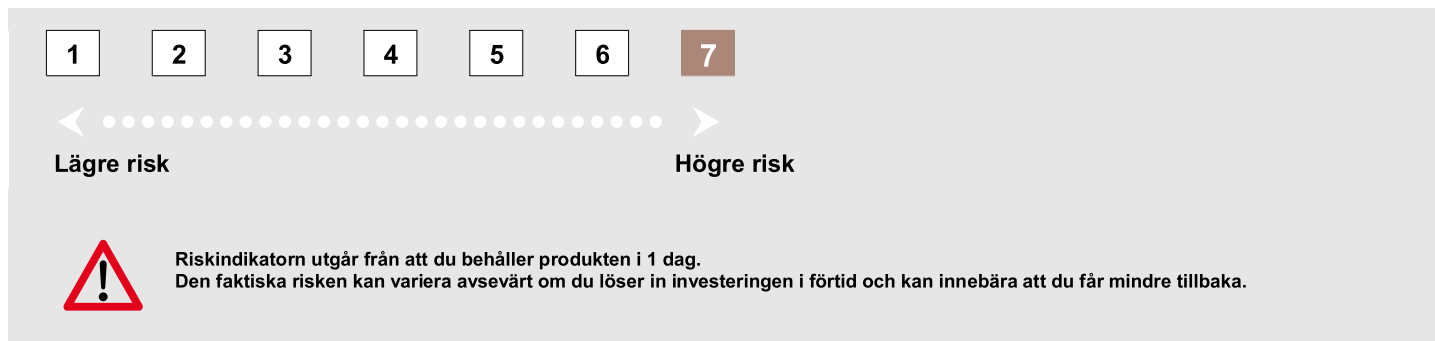 1 2 3 4 5 6 7
Lägre risk Högre risk
Riskindikatorn utgår från att du behåller produkten i 1 dag.
Den faktiska risken kan variera avsevärt om du löser in investeringen i förtid och kan innebära att du får mindre tillbaka.